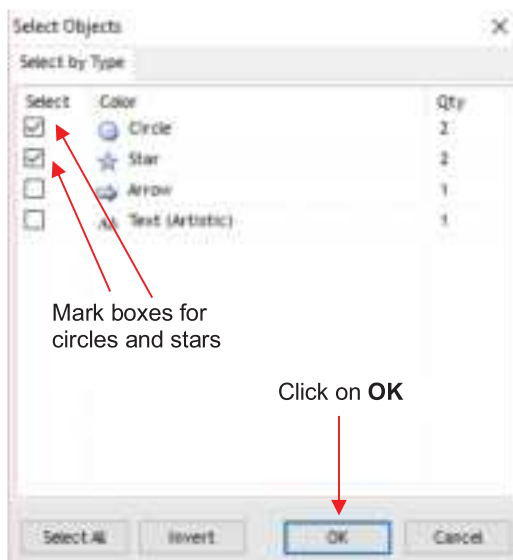 Select Objects
Select by Type
Select Color Qty
Circle 2
Star 2
Arrow 1
Text (Artistic) 1
Mark boxes for
circles and stars
Click on OK
Select All Invert OK Cancel